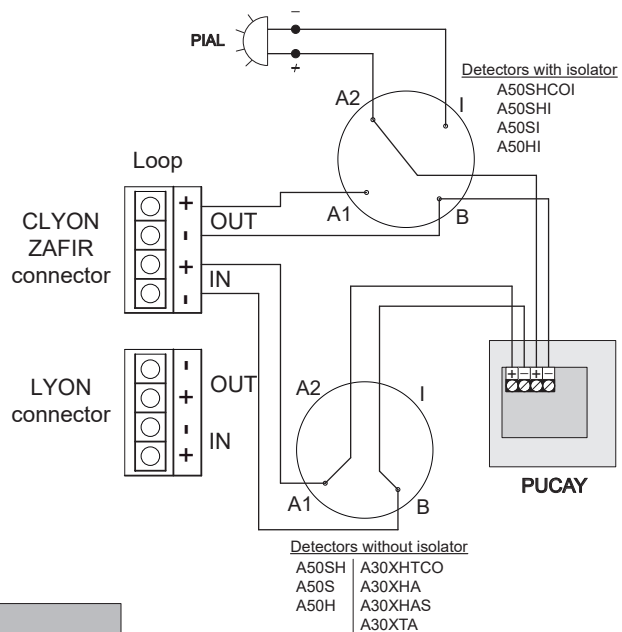 −
PIAL
+
Detectors with isolator
A50SHCOI
A50SHI
A50SI
A50HI
A2
I
A1
B
Loop
CLYON
ZAFIR
connector
+
-
+
-
OUT
IN
LYON
connector
-
+
-
+
OUT
IN
A2
I
A1
B
+ − + −
PUCAY
Detectors without isolator
A50SH A30XHTCO
A50S A30XHA
A50H A30XHAS
A30XTA